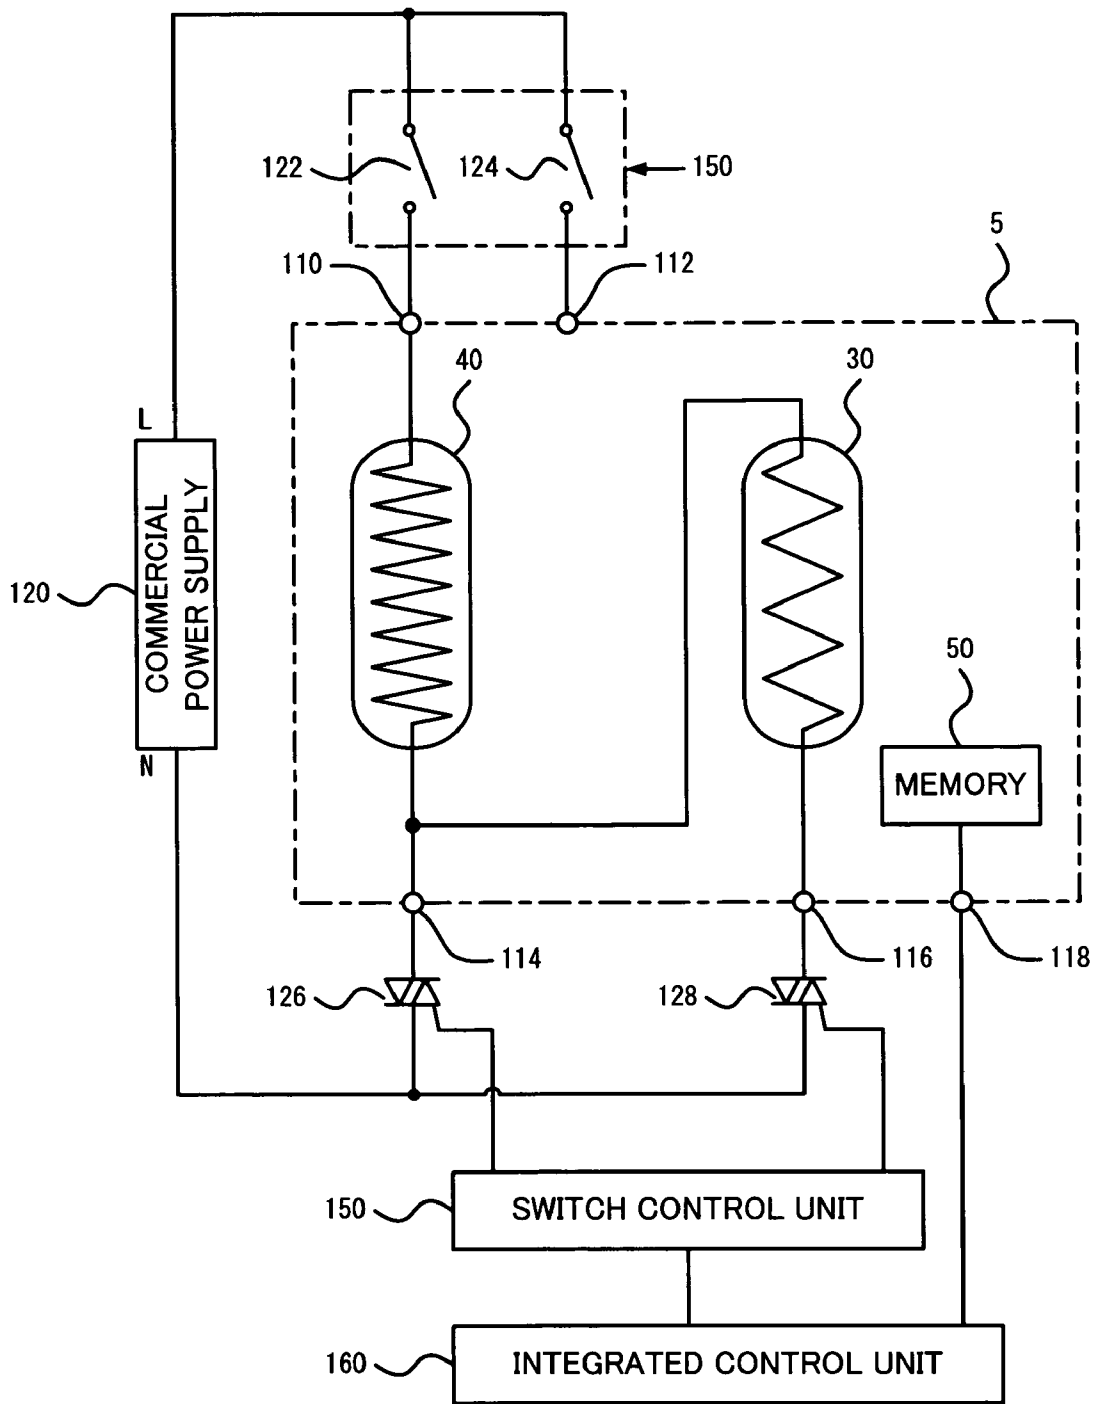 122
124
150
5
110
112
40
30
L
COMMERCIAL
POWER SUPPLY
120
N
50
MEMORY
114
116
118
126
128
150
SWITCH CONTROL UNIT
160
INTEGRATED CONTROL UNIT